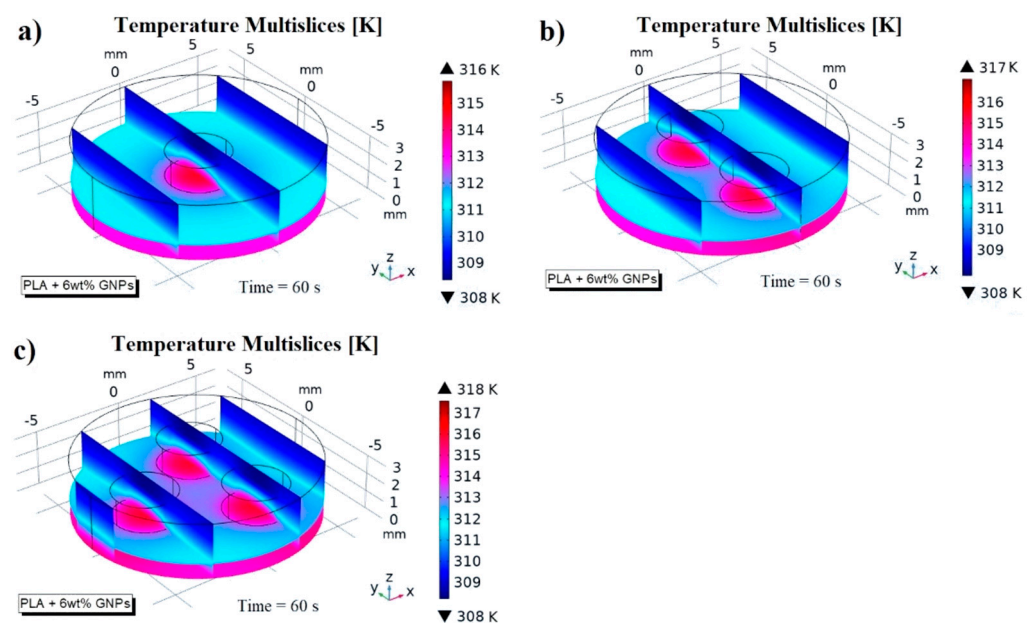 a) Temperature Multislices [K]
5
5
mm
0
0
-5
-5
3
2
1
0
mm
▲ 316 K
315
314
313
312
311
310
309
▼ 308 K
y z x
PLA + 6wt% GNPs
Time = 60 s
b) Temperature Multislices [K]
5
5
mm
0
0
-5
-5
3
2
1
0
mm
▲ 317 K
316
315
314
313
312
311
310
309
▼ 308 K
y z x
PLA + 6wt% GNPs
Time = 60 s
c) Temperature Multislices [K]
5
5
mm
0
0
-5
-5
3
2
1
0
mm
▲ 318 K
317
316
315
314
313
312
311
310
309
▼ 308 K
y z x
PLA + 6wt% GNPs
Time = 60 s